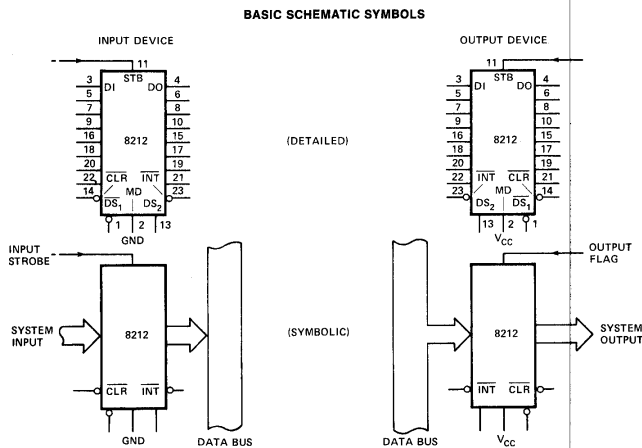 BASIC SCHEMATIC SYMBOLS
INPUT DEVICE
OUTPUT DEVICE
11
STB
3 DI DO 4
5 6
7 8
9 10
16 8212 15
18 17
20 19
22 CLR INT 21
14 MD 23
DS1 DS2
1 2 13
GND
(DETAILED)
11
STB
3 DI DO 4
5 6
7 8
9 10
16 8212 15
18 17
20 19
22 INT CLR 21
23 MD 14
DS2 DS1
13 2 1
VCC
INPUT
STROBE
SYSTEM
INPUT
8212
CLR INT
GND
DATA BUS
(SYMBOLIC)
OUTPUT
FLAG
8212
SYSTEM
OUTPUT
INT CLR
DATA BUS
VCC